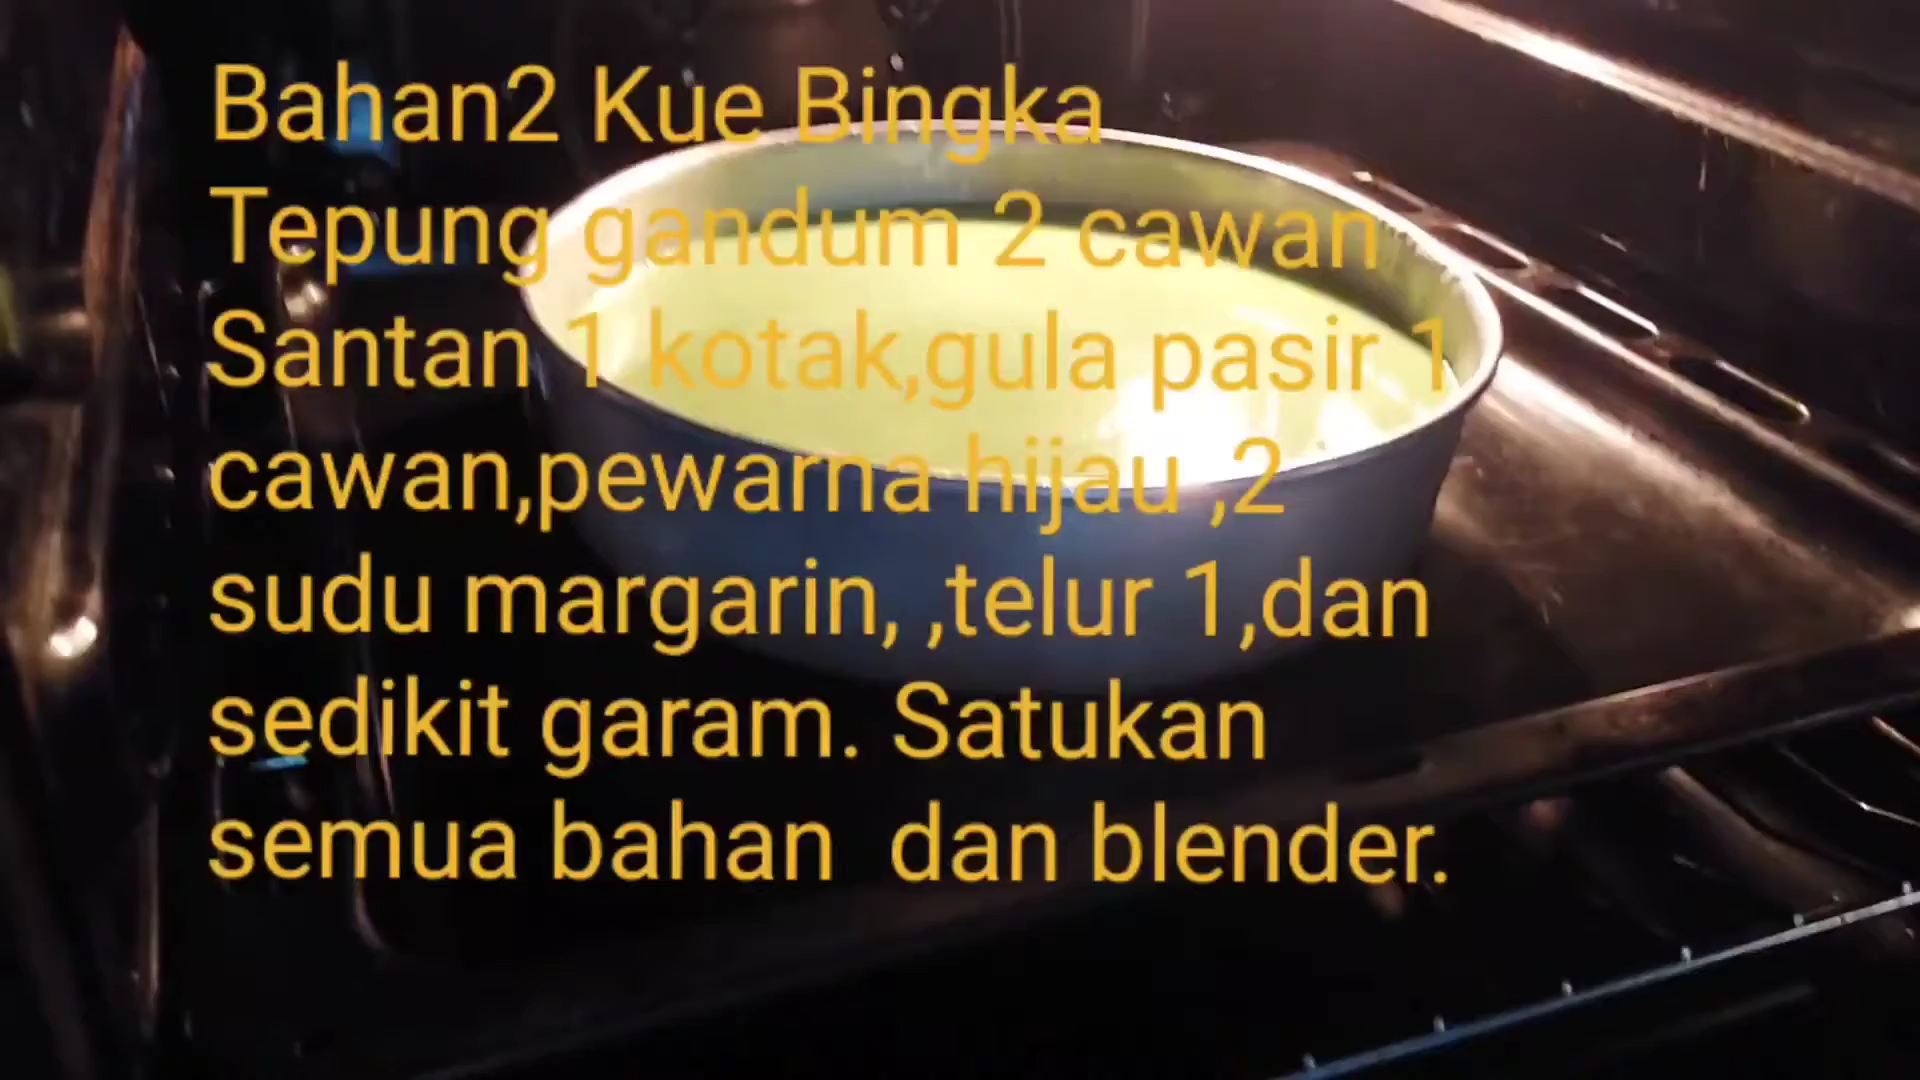 Bahan2 Kue Bingka
Tepung gandum 2 cawan
Santan 1 kotak,gula pasir 1
cawan,pewarna hijau ,2
sudu margarin, ,telur 1,dan
sedikit garam. Satukan
semua bahan  dan blender.